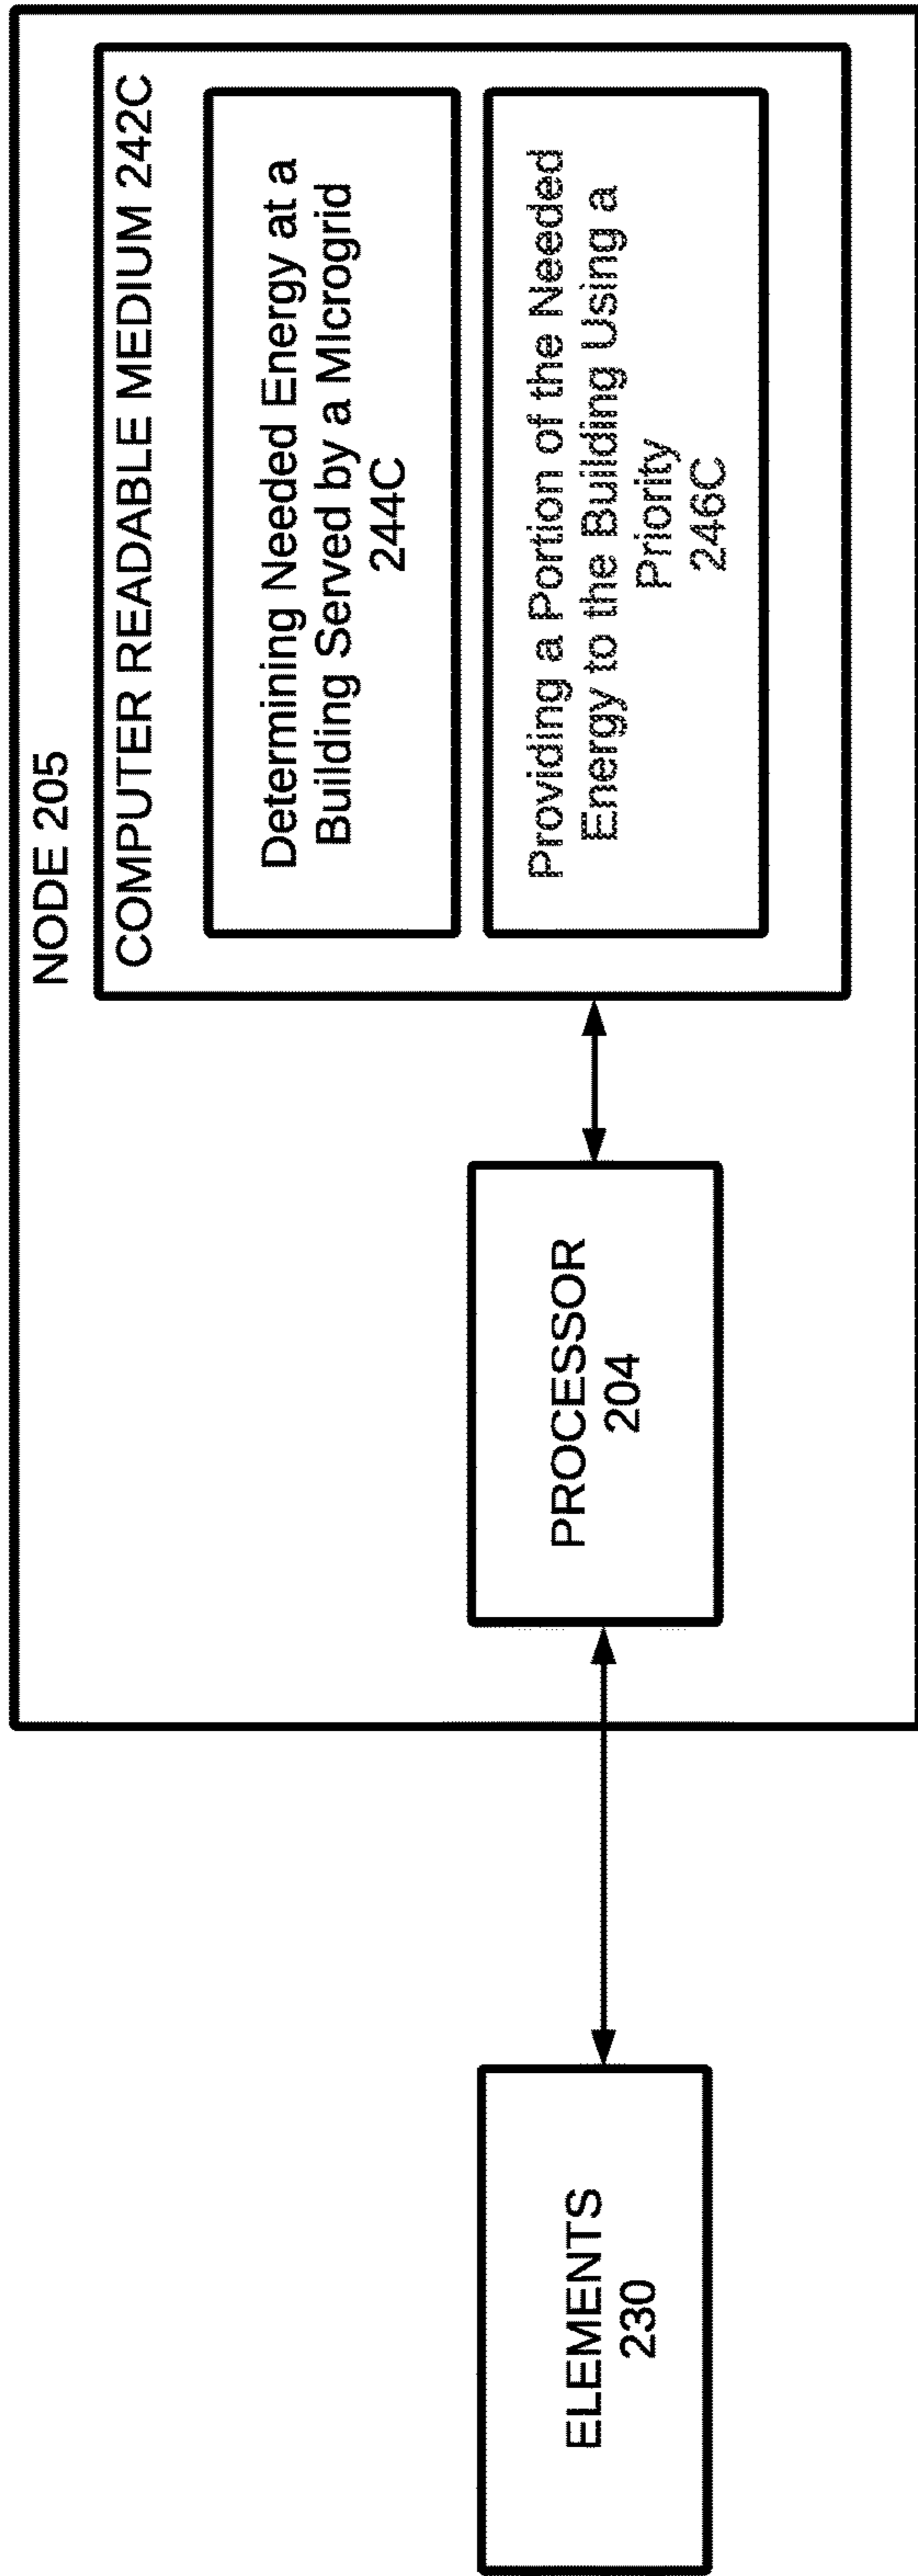 NODE 205
COMPUTER READABLE MEDIUM 242C
Determining Needed Energy at a
Building Served by a MIcrogrid
244C
Providing a Portion of the Needed
Energy to the Building Using a
Priority
246C
PROCESSOR
204
ELEMENTS
230